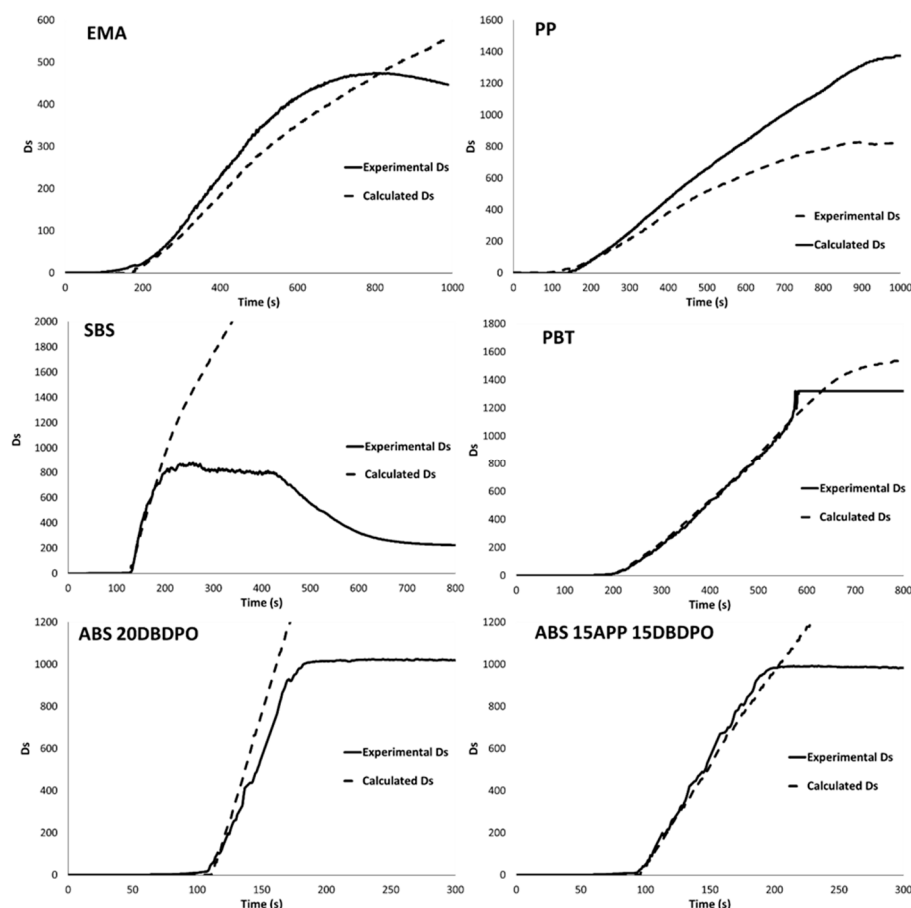 EMA
600
500
400
300
200
100
0
Ds
0 200 400 600 800 1000
Time (s)
Experimental Ds
Calculated Ds
PP
1600
1400
1200
1000
800
600
400
200
0
Ds
0 100 200 300 400 500 600 700 800 900 1000
Time (s)
Experimental Ds
Calculated Ds
SBS
2000
1800
1600
1400
1200
1000
800
600
400
200
0
Ds
0 100 200 300 400 500 600 700 800
Time (s)
Experimental Ds
Calculated Ds
PBT
1800
1600
1400
1200
1000
800
600
400
200
0
Ds
0 100 200 300 400 500 600 700 800
Time (s)
Experimental Ds
Calculated Ds
ABS 20DBDPO
1200
1000
800
600
400
200
0
Ds
0 50 100 150 200 250 300
Time (s)
Experimental Ds
Calculated Ds
ABS 15APP 15DBDPO
1200
1000
800
600
400
200
0
Ds
0 50 100 150 200 250 300
Time (s)
Experimental Ds
Calculated Ds